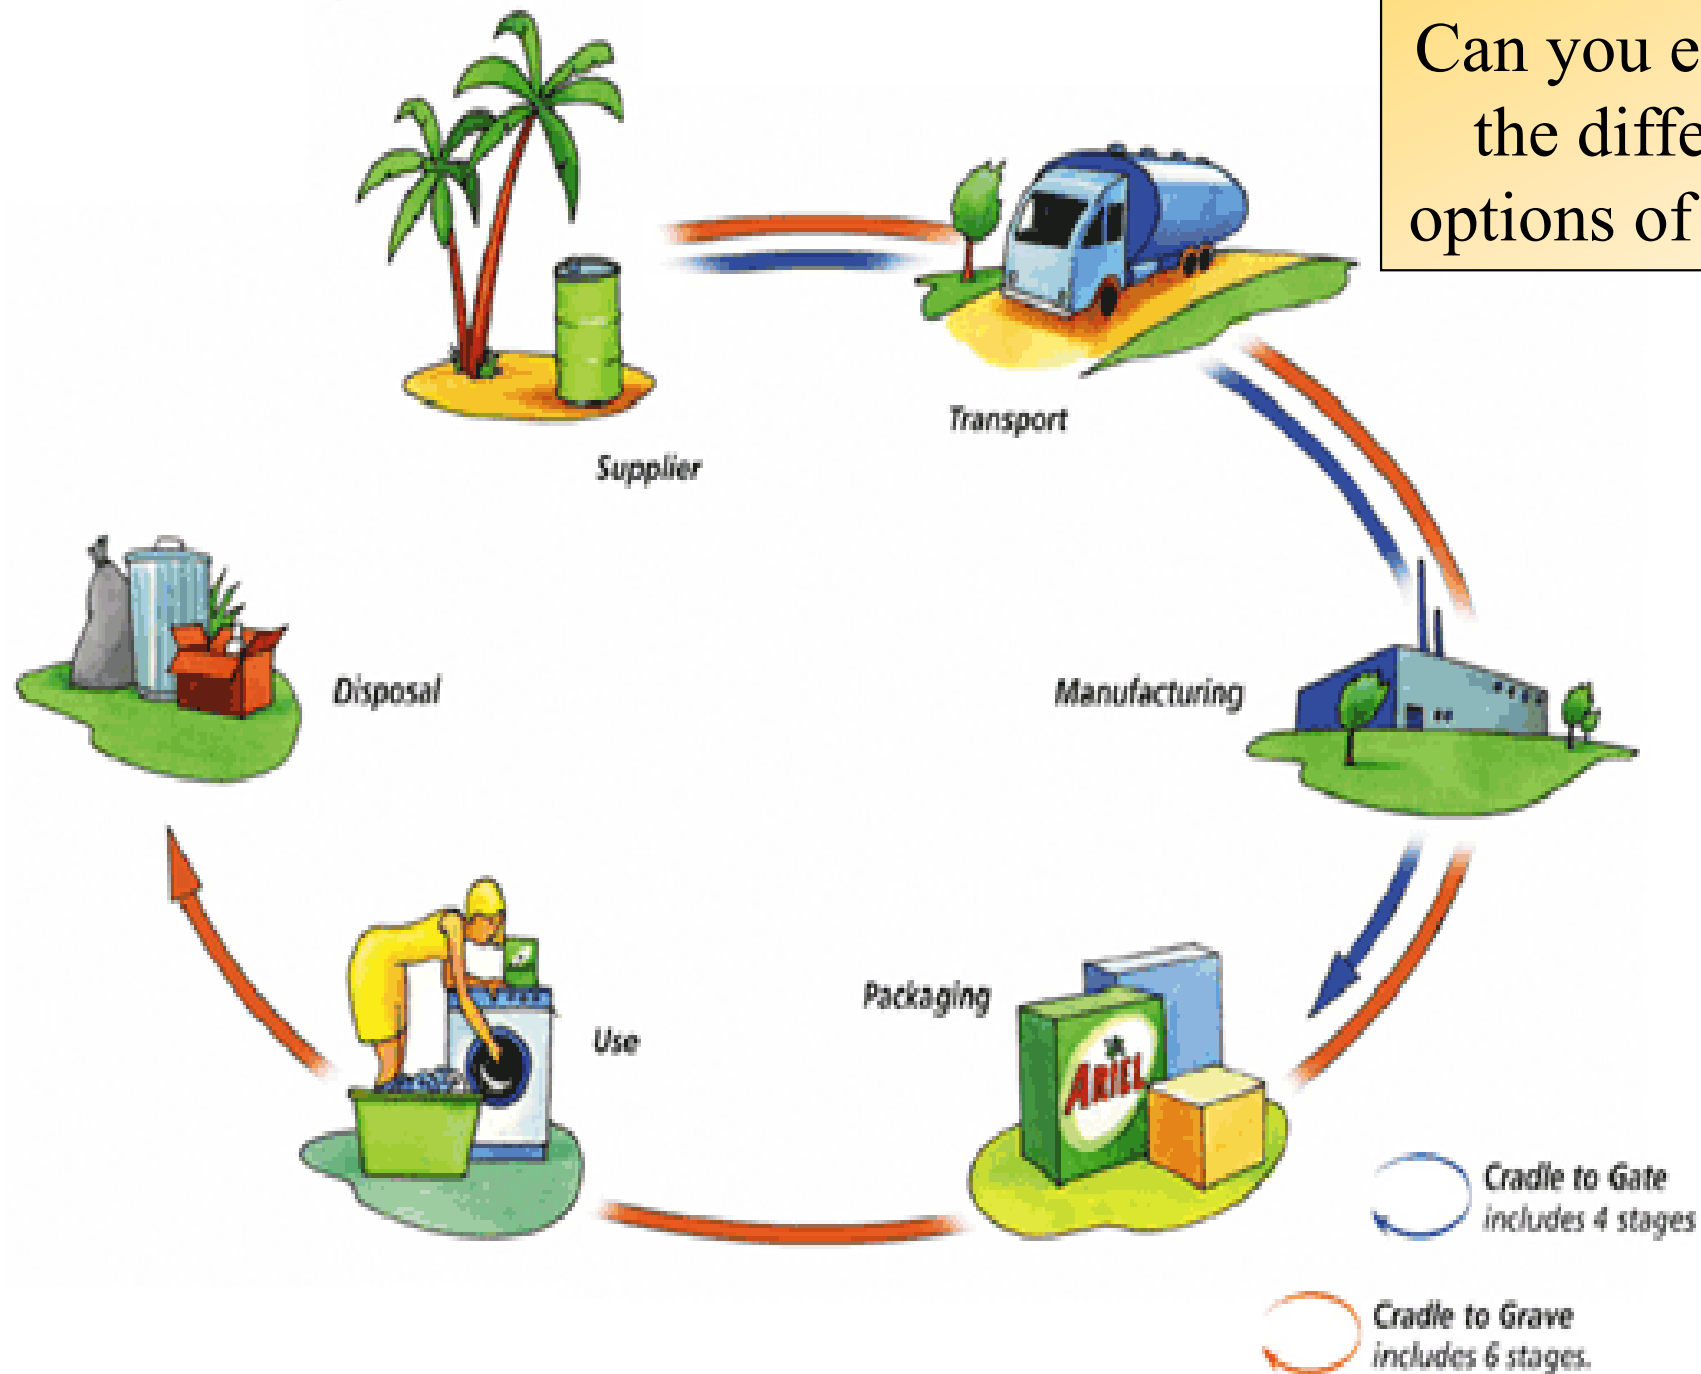 Can you e
the diffe
options of
Transport
Supplier
Disposal
Manufacturing
Packaging
ARIEL
Use
Cradle to Gate
includes 4 stages
Cradle to Grave
includes 6 stages.